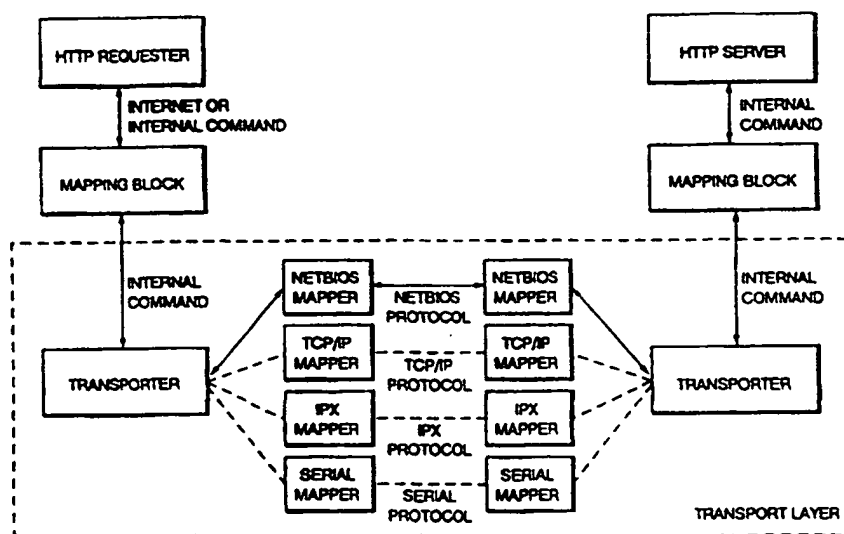 HTTP REQUESTER
HTTP SERVER
INTERNET OR
INTERNAL COMMAND
INTERNAL
COMMAND
MAPPING BLOCK
MAPPING BLOCK
INTERNAL
COMMAND
NETBIOS
MAPPER
NETBIOS
PROTOCOL
NETBIOS
MAPPER
INTERNAL
COMMAND
TRANSPORTER
TCP/IP
MAPPER
TCP/IP
PROTOCOL
TCP/IP
MAPPER
TRANSPORTER
IPX
MAPPER
IPX
PROTOCOL
IPX
MAPPER
SERIAL
MAPPER
SERIAL
PROTOCOL
SERIAL
MAPPER
TRANSPORT LAYER